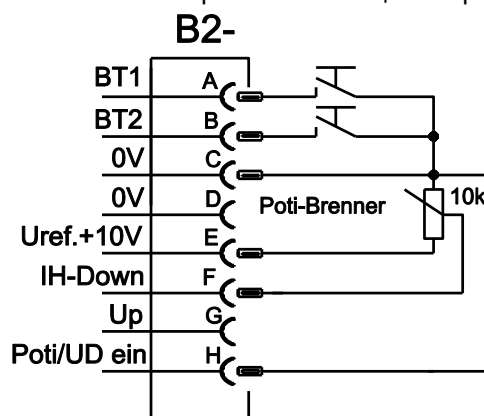 B2-
BT1 A
BT2 B
0V C
0V D
Poti-Brenner 10k
Uref.+10V E
IH-Down F
Up G
Poti/UD ein H